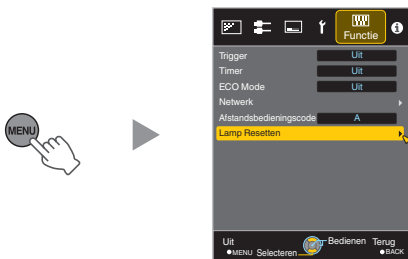 MENU
Functie
Trigger Uit
Timer Uit
ECO Mode Uit
Netwerk
Afstandsbedieningscode A
Lamp Resetten
Uit Bedienen Terug
MENU Selecteren BACK